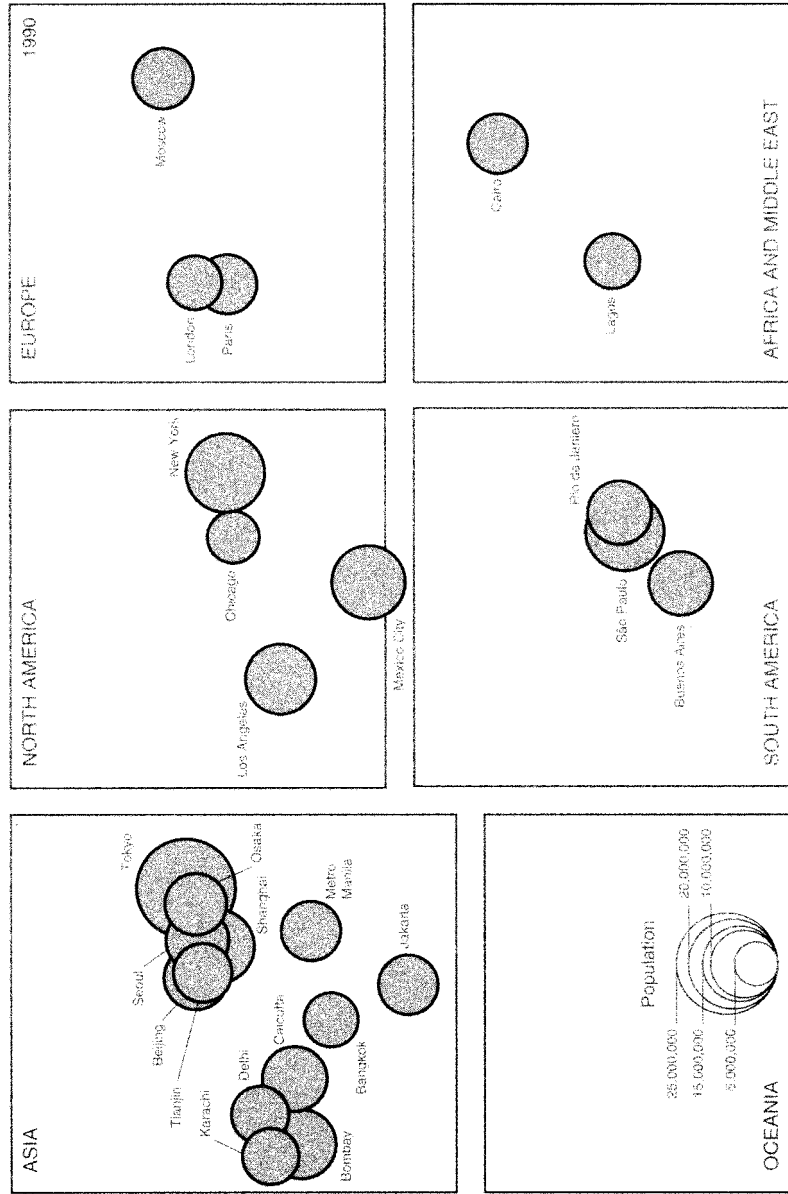 ASIA
Tokyo
Osaka
Seoul
Shanghai
Beijing
Tianjin
Karachi
Delhi
Calcutta
Metro
Manila
Bombay
Bangkok
Jakarta
NORTH AMERICA
New York
Chicago
Los Angelas
Mexico City
EUROPE
1990
Moscow
London
Paris
OCEANIA
Population
25,000,000
20,000,000
15,000,000
10,000,000
5,000,000
SOUTH AMERICA
Rio de Janiero
São Paulo
Buenos Aires
AFRICA AND MIDDLE EAST
Cairo
Lagos